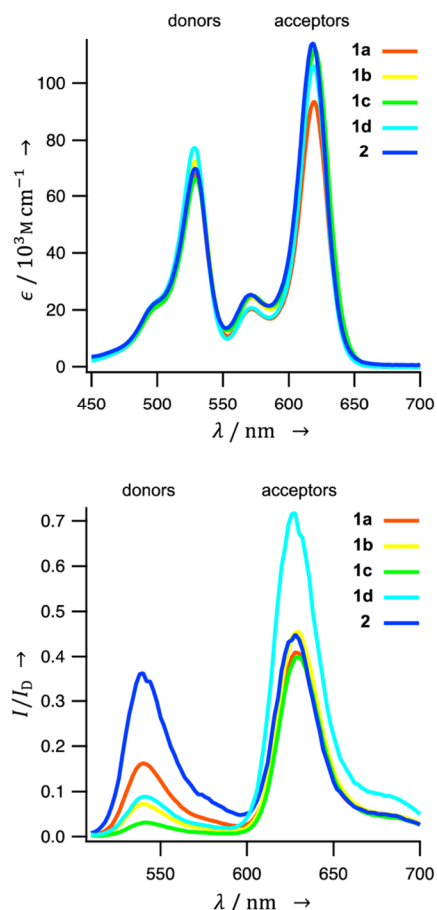 donors acceptors
1a
1b
1c
1d
2
ϵ / 10³M cm⁻¹ →
100
80
60
40
20
0
450 500 550 600 650 700
λ / nm →
donors acceptors
1a
1b
1c
1d
2
I/I_D →
0.7
0.6
0.5
0.4
0.3
0.2
0.1
0.0
550 600 650 700
λ / nm →